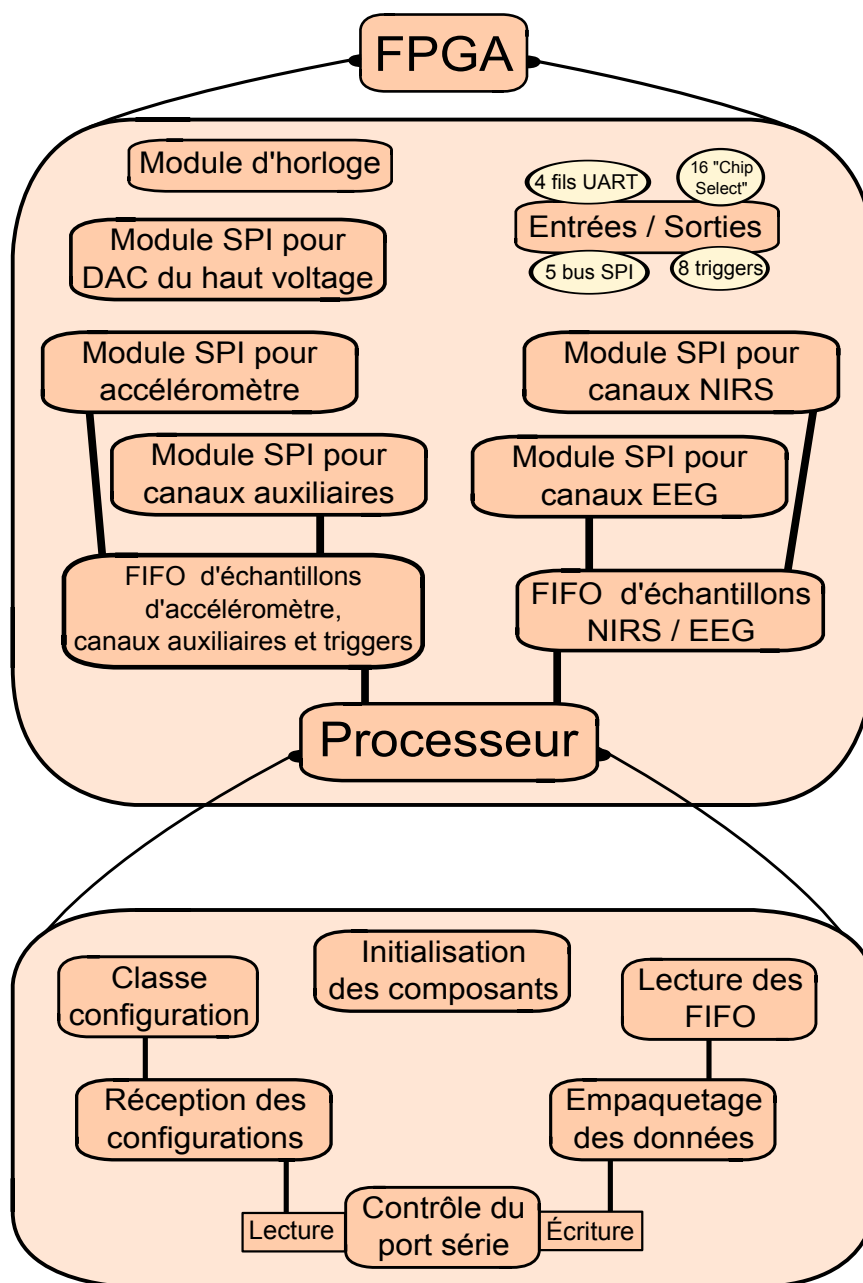 FPGA
Module d'horloge
4 fils UART
16 "Chip
Select"
Entrées / Sorties
5 bus SPI
8 triggers
Module SPI pour
DAC du haut voltage
Module SPI pour
accéléromètre
Module SPI pour
canaux NIRS
Module SPI pour
canaux auxiliaires
Module SPI pour
canaux EEG
FIFO d'échantillons
d'accéléromètre,
canaux auxiliaires et triggers
FIFO d'échantillons
NIRS / EEG
Processeur
Initialisation
des composants
Classe
configuration
Lecture des
FIFO
Réception des
configurations
Empaquetage
des données
Lecture
Contrôle du
port série
Écriture